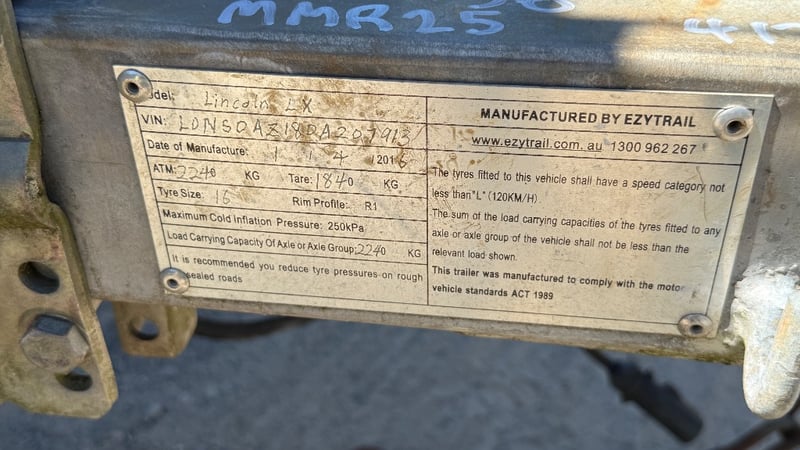 MMR25
Model: Lincoln LX
VIN:
Date of Manufacture: 1 4 /2016
ATM: 2240 KG Tare: 1840 KG
Tyre Size: 16 Rim Profile: R1
Maximum Cold Inflation Pressure: 250kPa
Load Carrying Capacity Of Axle or Axle Group: 2240 KG
It is recommended you reduce tyre pressures on rough
sealed roads
MANUFACTURED BY EZYTRAIL
www.ezytrail.com.au 1300 962 267
The tyres fitted to this vehicle shall have a speed category not
less than"L" (120KM/H)
The sum of the load carrying capacities of the tyres fitted to any
axle or axle group of the vehicle shall not be less than the
relevant load shown.
This trailer was manufactured to comply with the motor
vehicle standards ACT 1989